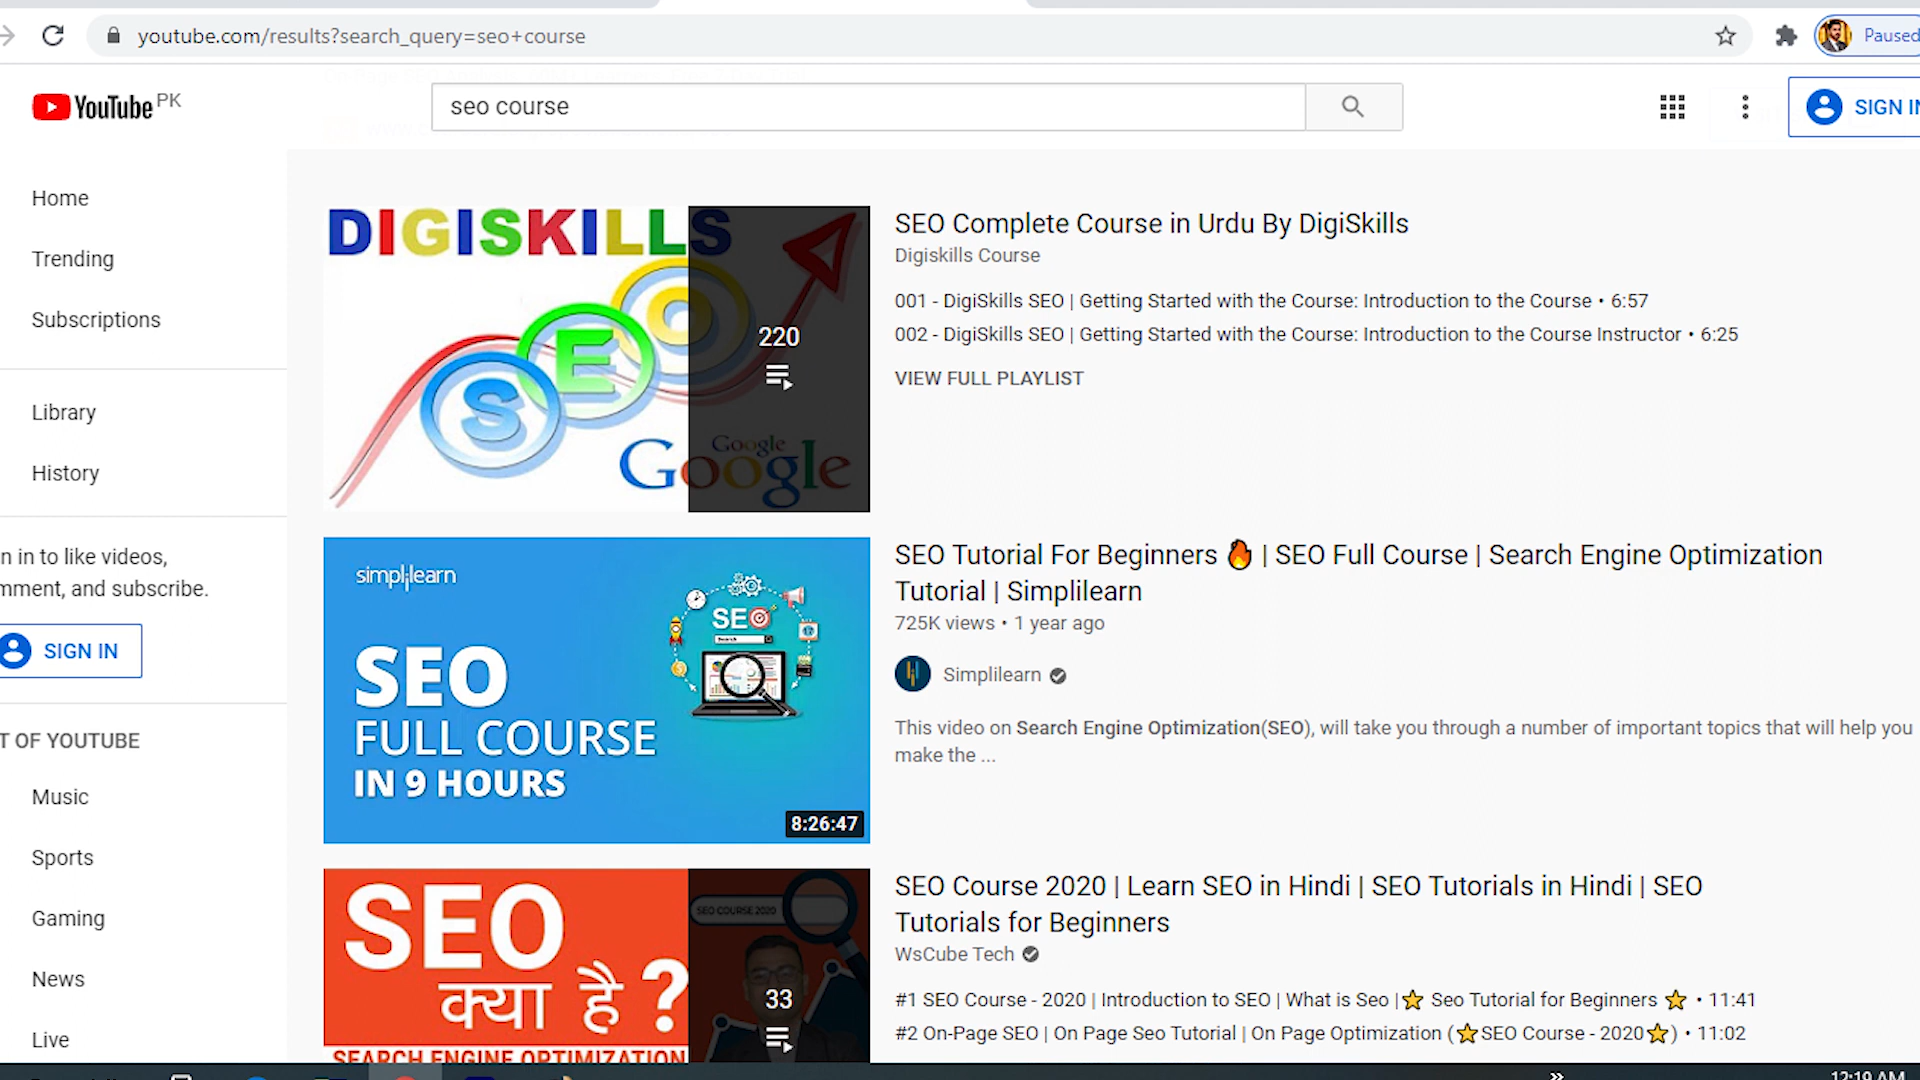 youtube.com/results?search_query=seo+course
Paused
YouTube PK
seo course
SIGN IN
Home
Trending
Subscriptions
Library
History
n in to like videos,
mment, and subscribe.
SIGN IN
T OF YOUTUBE
Music
Sports
Gaming
News
Live
DIGISKILLS
S E O
Google
Google
220
SEO Complete Course in Urdu By DigiSkills
Digiskills Course
001 - DigiSkills SEO | Getting Started with the Course: Introduction to the Course • 6:57
002 - DigiSkills SEO | Getting Started with the Course: Introduction to the Course Instructor • 6:25
VIEW FULL PLAYLIST
simplilearn
SEO
SEO
FULL COURSE
IN 9 HOURS
8:26:47
SEO Tutorial For Beginners 🔥 | SEO Full Course | Search Engine Optimization
Tutorial | Simplilearn
725K views • 1 year ago
Simplilearn
This video on Search Engine Optimization(SEO), will take you through a number of important topics that will help you
make the ...
SEO
क्या है ?
SEARCH ENGINE OPTIMIZATION
SEO COURSE 2020
33
SEO Course 2020 | Learn SEO in Hindi | SEO Tutorials in Hindi | SEO
Tutorials for Beginners
WsCube Tech
#1 SEO Course - 2020 | Introduction to SEO | What is Seo |⭐ Seo Tutorial for Beginners ⭐ • 11:41
#2 On-Page SEO | On Page Seo Tutorial | On Page Optimization (⭐SEO Course - 2020⭐) • 11:02
12:19 AM